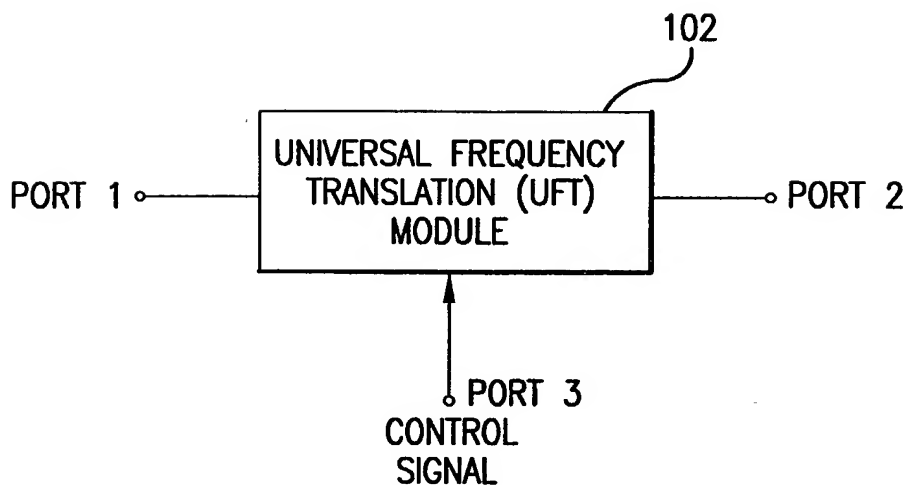 102
UNIVERSAL FREQUENCY
TRANSLATION (UFT)
MODULE
PORT 1
PORT 2
PORT 3
CONTROL
SIGNAL